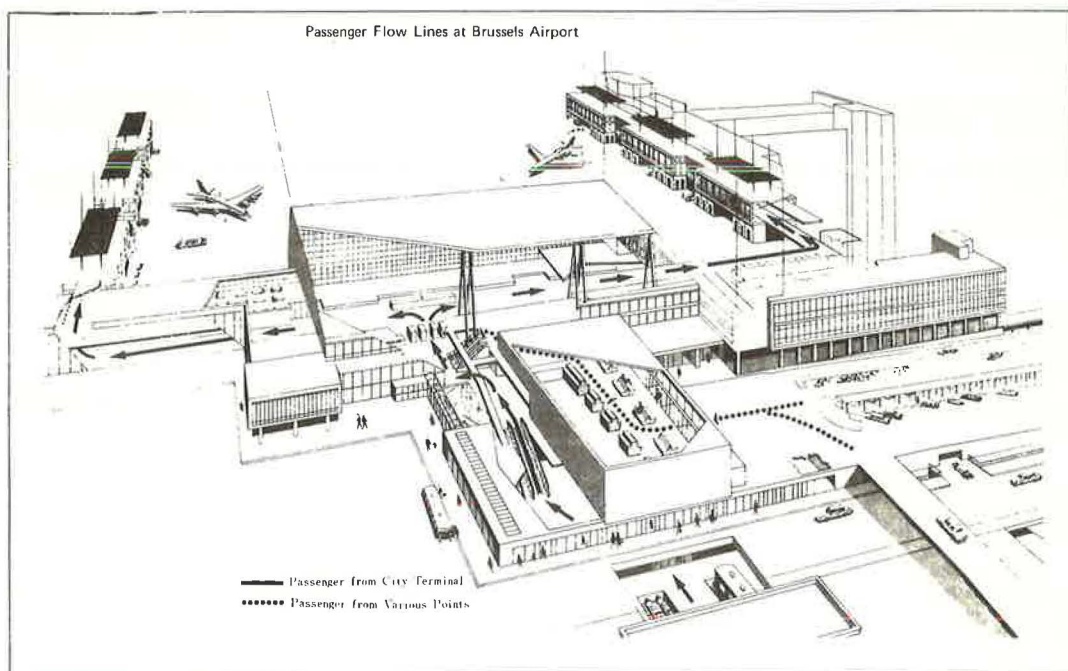 Passenger Flow Lines at Brussels Airport
Passenger from City Terminal
Passenger from Various Points